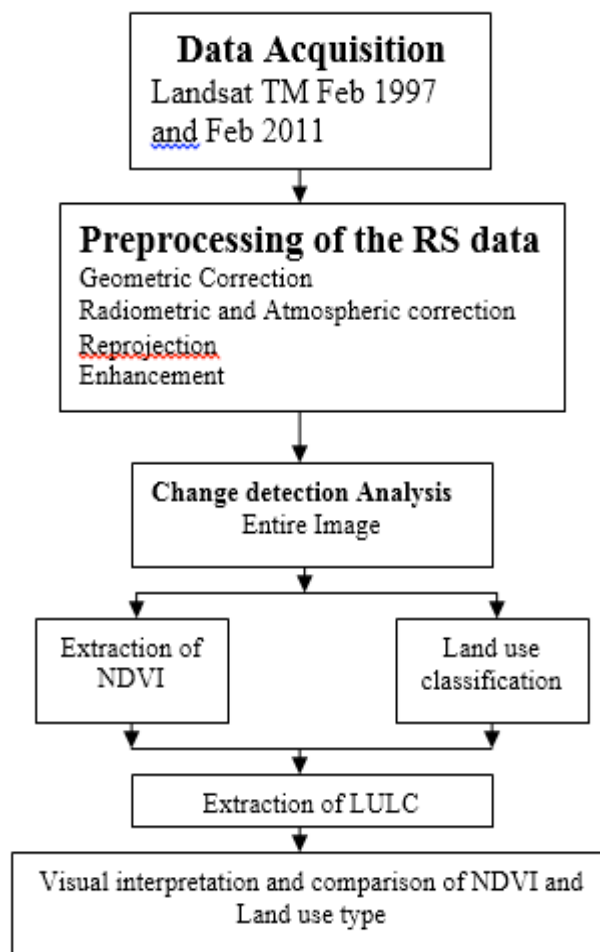 Data Acquisition
Landsat TM Feb 1997
and Feb 2011
Preprocessing of the RS data
Geometric Correction
Radiometric and Atmospheric correction
Reprojection
Enhancement
Change detection Analysis
Entire Image
Extraction of
NDVI
Land use
classification
Extraction of LULC
Visual interpretation and comparison of NDVI and
Land use type